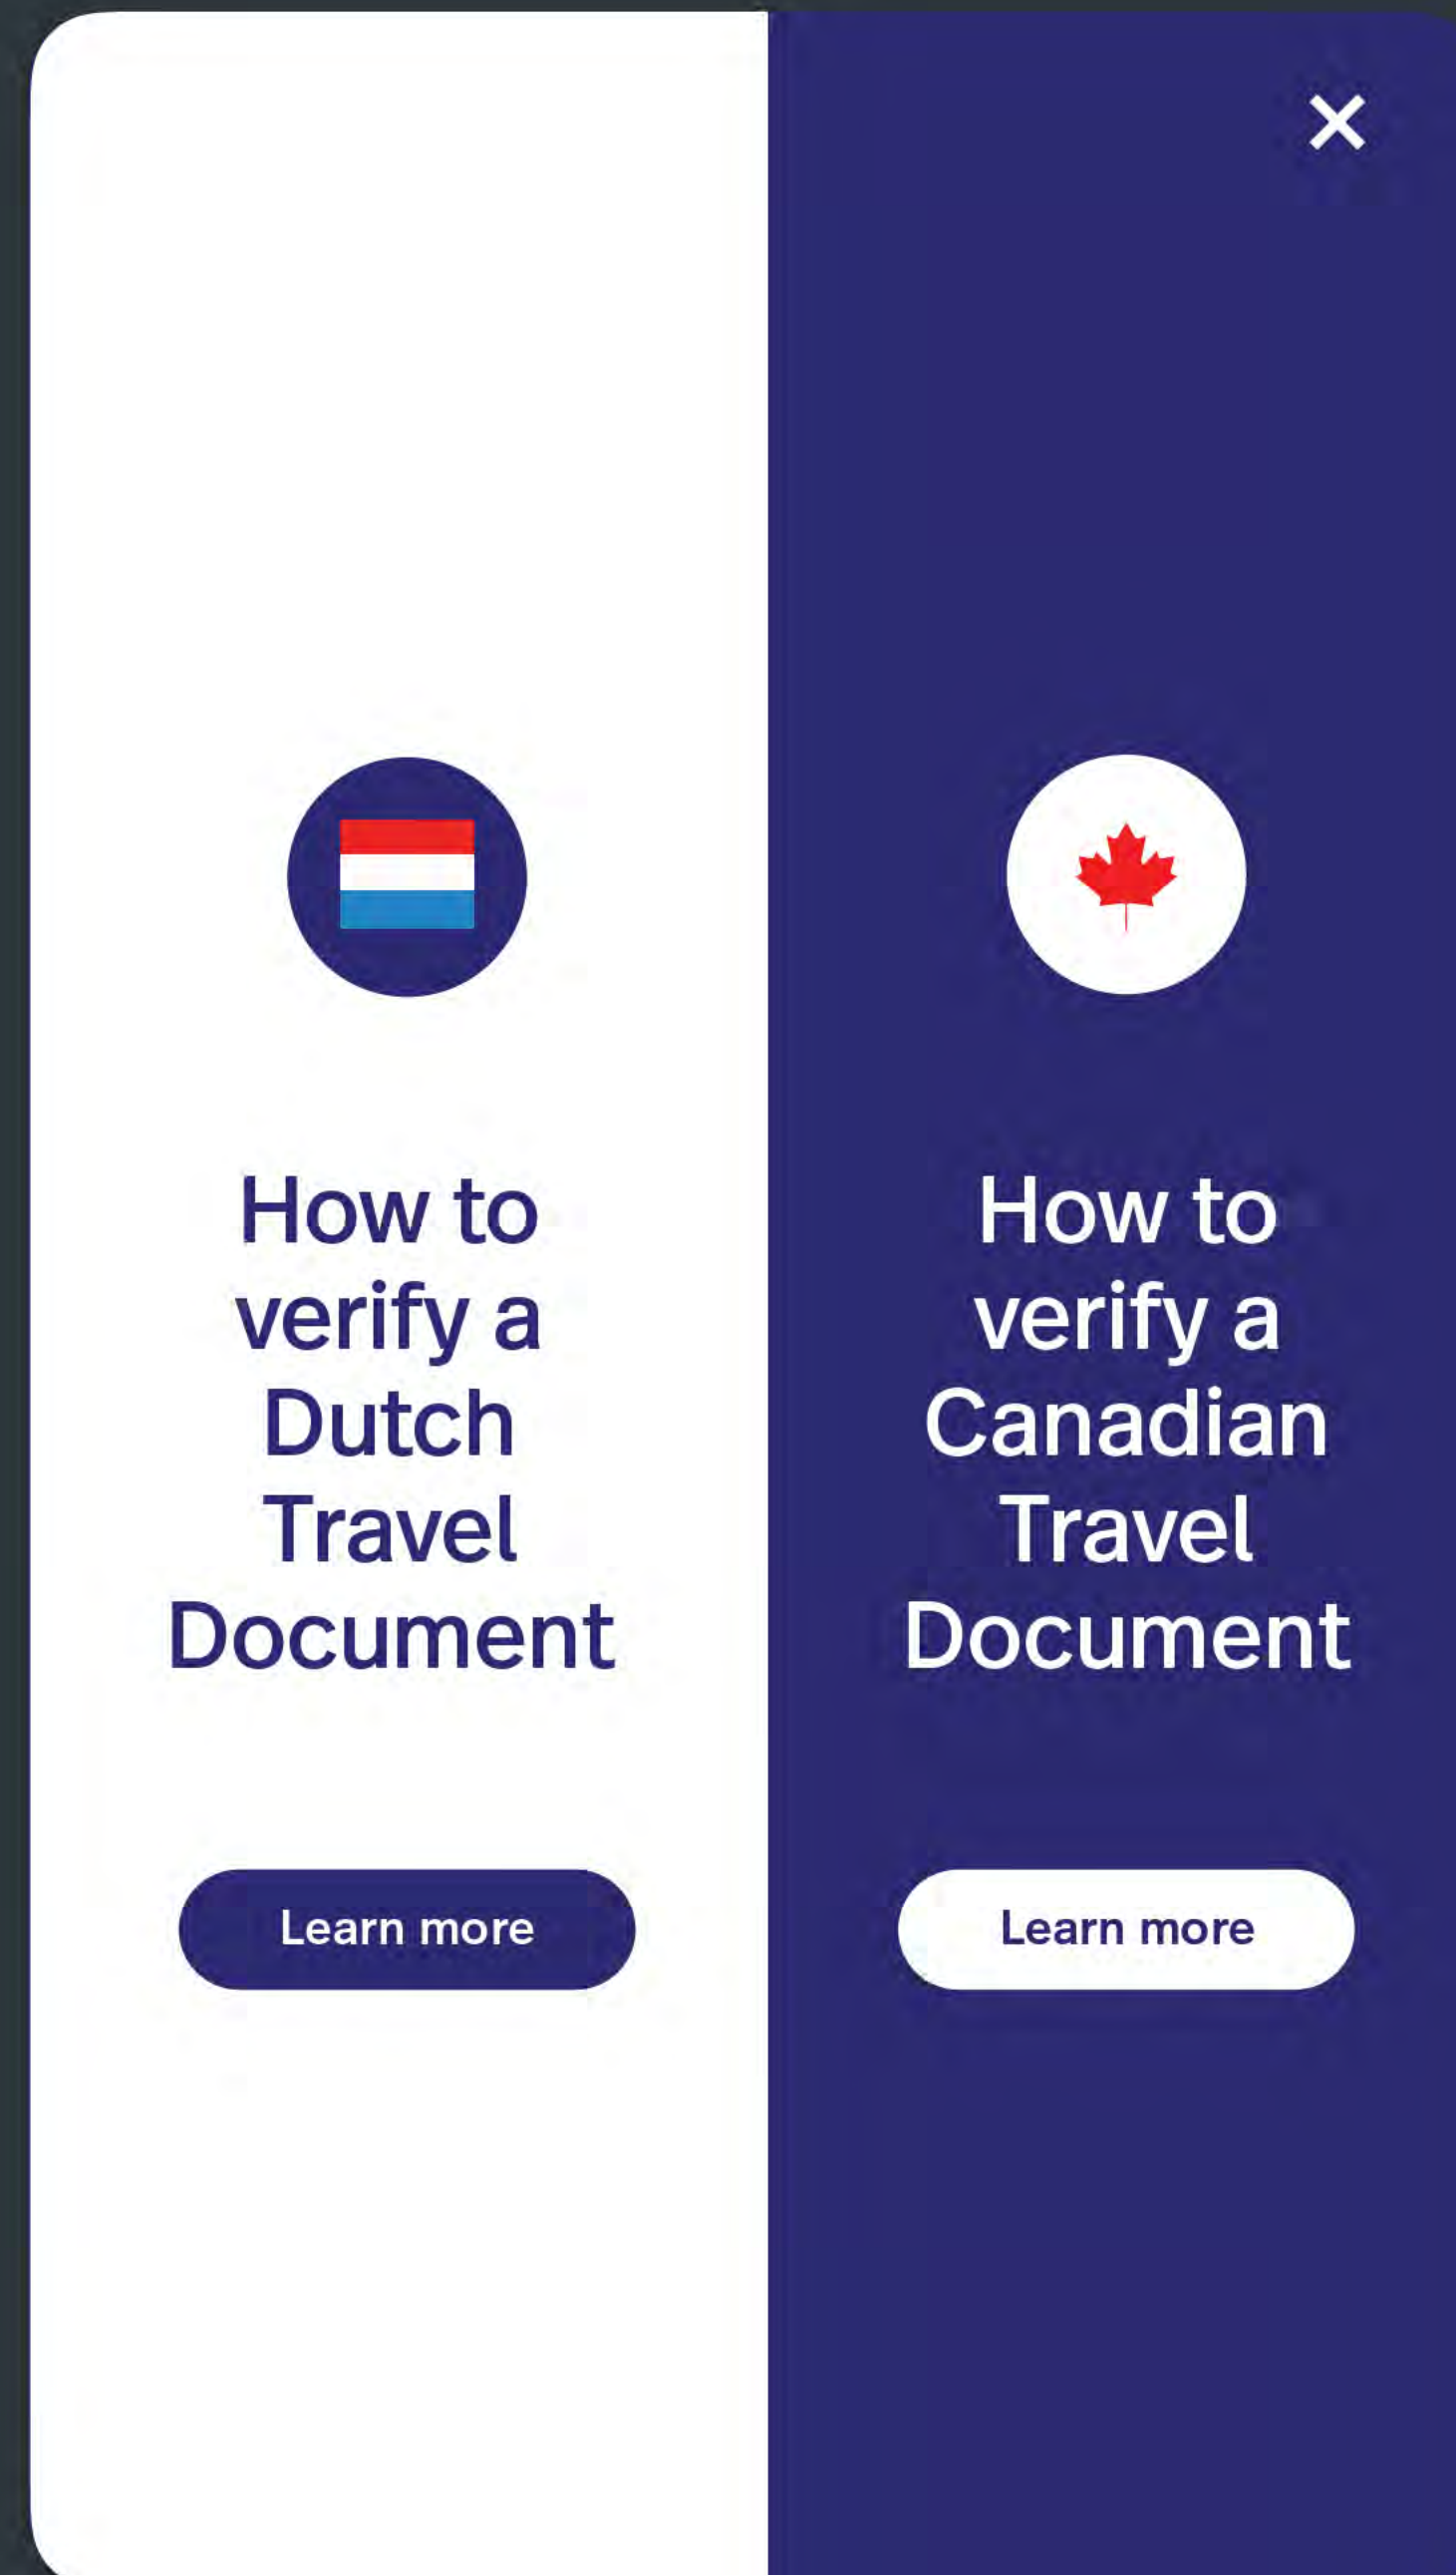 How to
verify a
Dutch
Travel
Document
Learn more
How to
verify a
Canadian
Travel
Document
Learn more